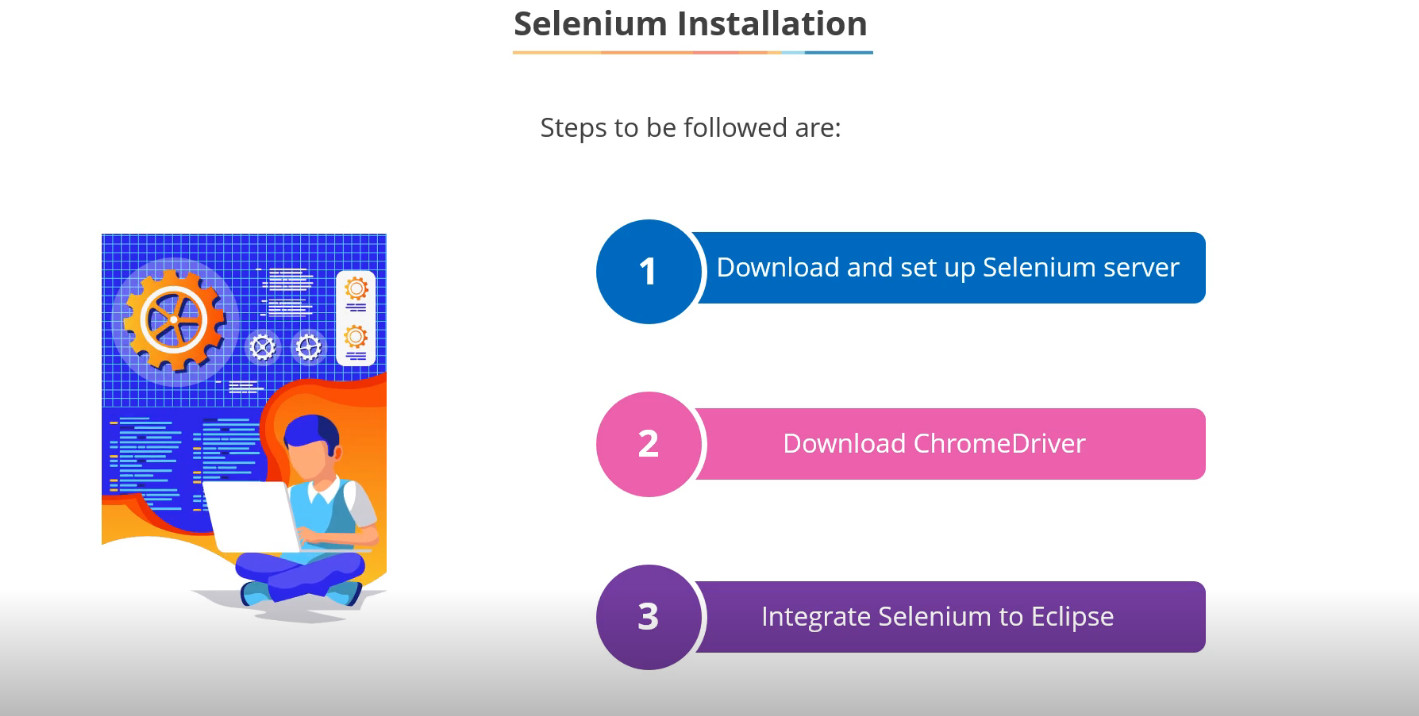 Selenium Installation
Steps to be followed are:
1
Download and set up Selenium server
2
Download ChromeDriver
3
Integrate Selenium to Eclipse